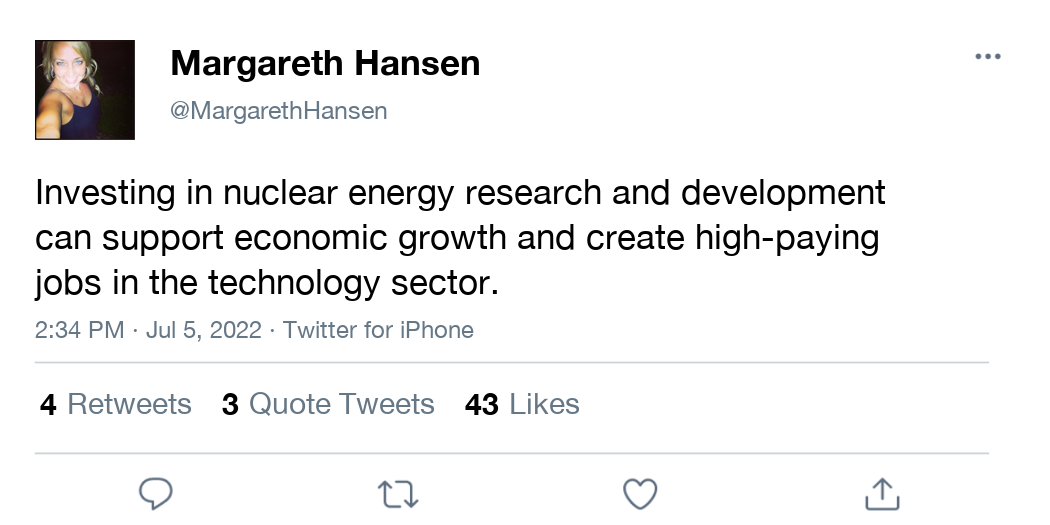 Margareth Hansen
@MargarethHansen
Investing in nuclear energy research and development
can support economic growth and create high-paying
jobs in the technology sector.
2:34 PM · Jul 5, 2022 · Twitter for iPhone
4 Retweets 3 Quote Tweets 43 Likes